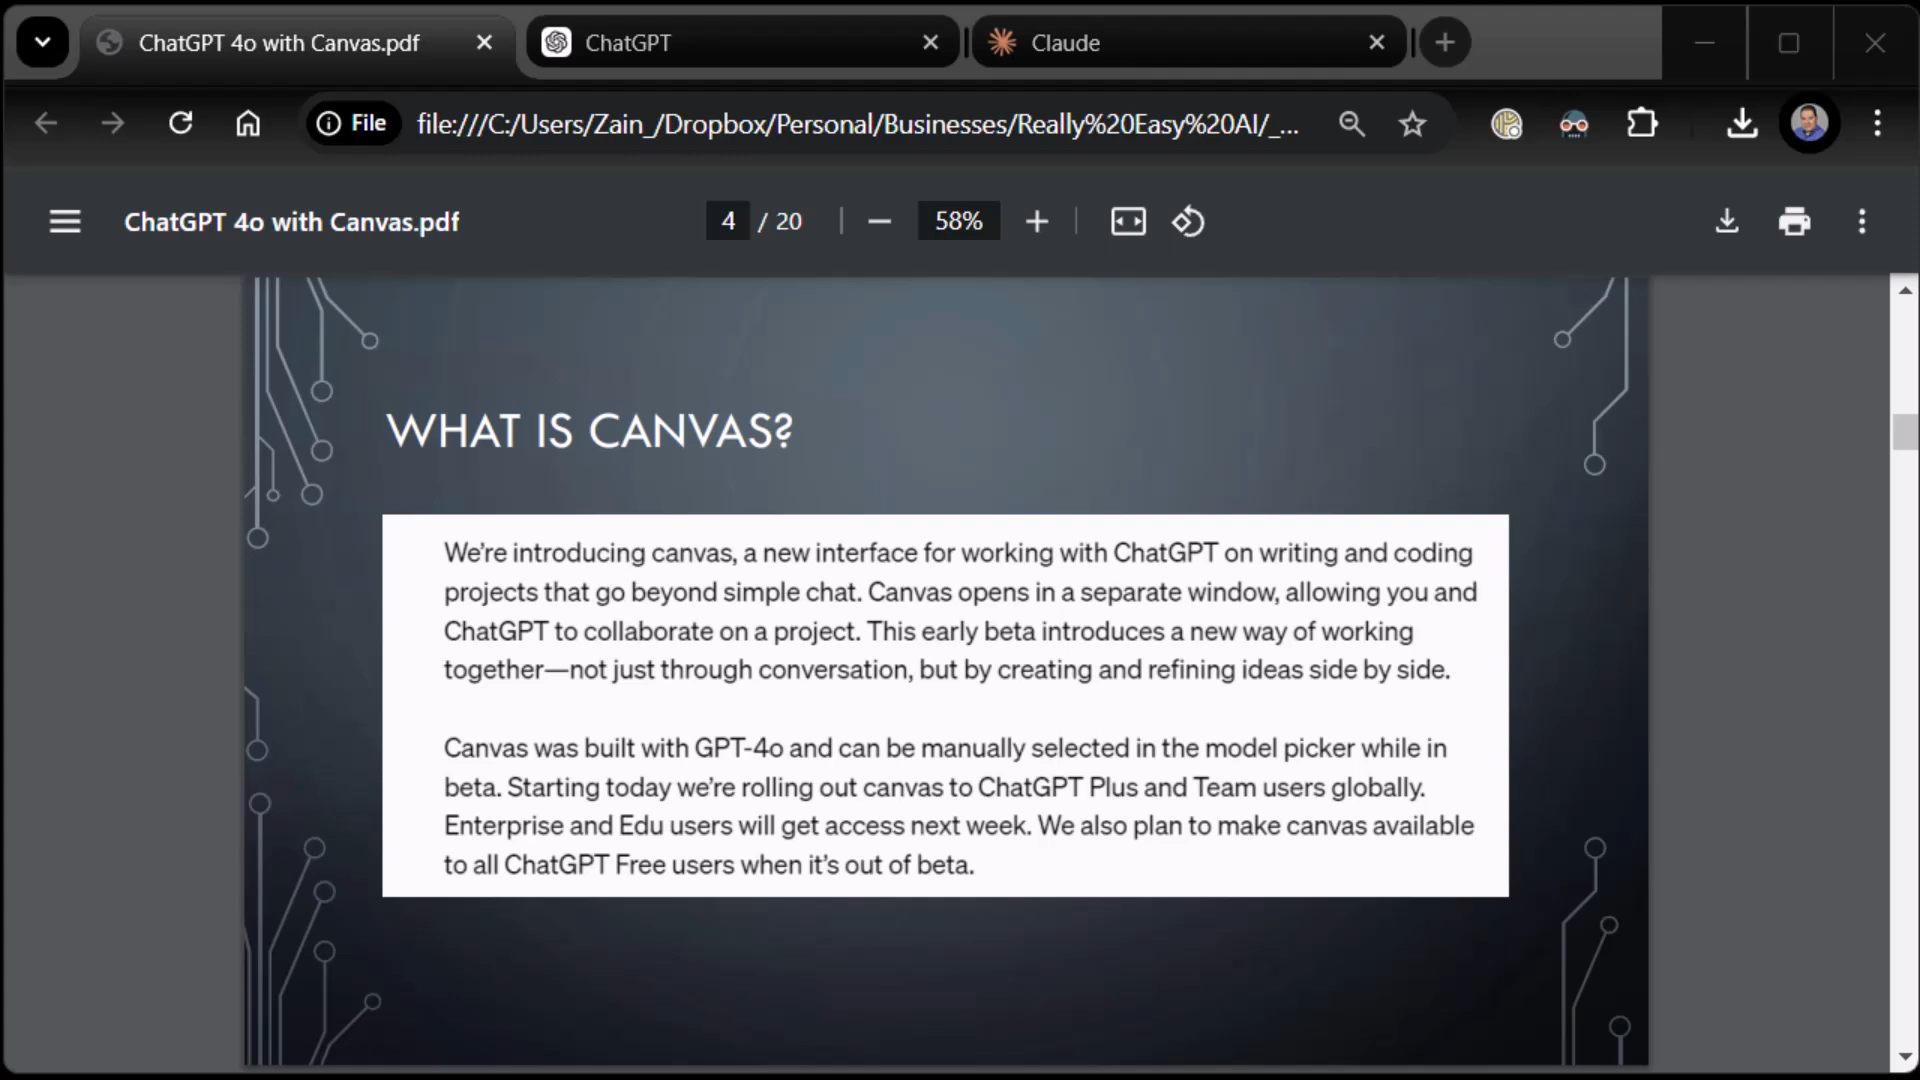 ChatGPT 4o with Canvas.pdf
ChatGPT
Claude
File
file:///C:/Users/Zain_/Dropbox/Personal/Businesses/Really%20Easy%20AI/_...
ChatGPT 4o with Canvas.pdf
4 / 20
58%
WHAT IS CANVAS?
We're introducing canvas, a new interface for working with ChatGPT on writing and coding
projects that go beyond simple chat. Canvas opens in a separate window, allowing you and
ChatGPT to collaborate on a project. This early beta introduces a new way of working
together—not just through conversation, but by creating and refining ideas side by side.
Canvas was built with GPT-4o and can be manually selected in the model picker while in
beta. Starting today we're rolling out canvas to ChatGPT Plus and Team users globally.
Enterprise and Edu users will get access next week. We also plan to make canvas available
to all ChatGPT Free users when it's out of beta.